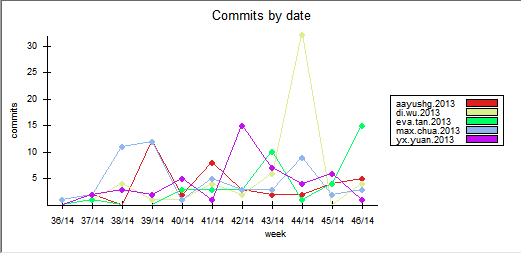 Commits by date
30
25
20
15
10
5
commits
36/14 37/14 38/14 39/14 40/14 41/14 42/14 43/14 44/14 45/14 46/14
week
aayushg.2013
di.wu.2013
eva.tan.2013
max.chua.2013
yx.yuan.2013